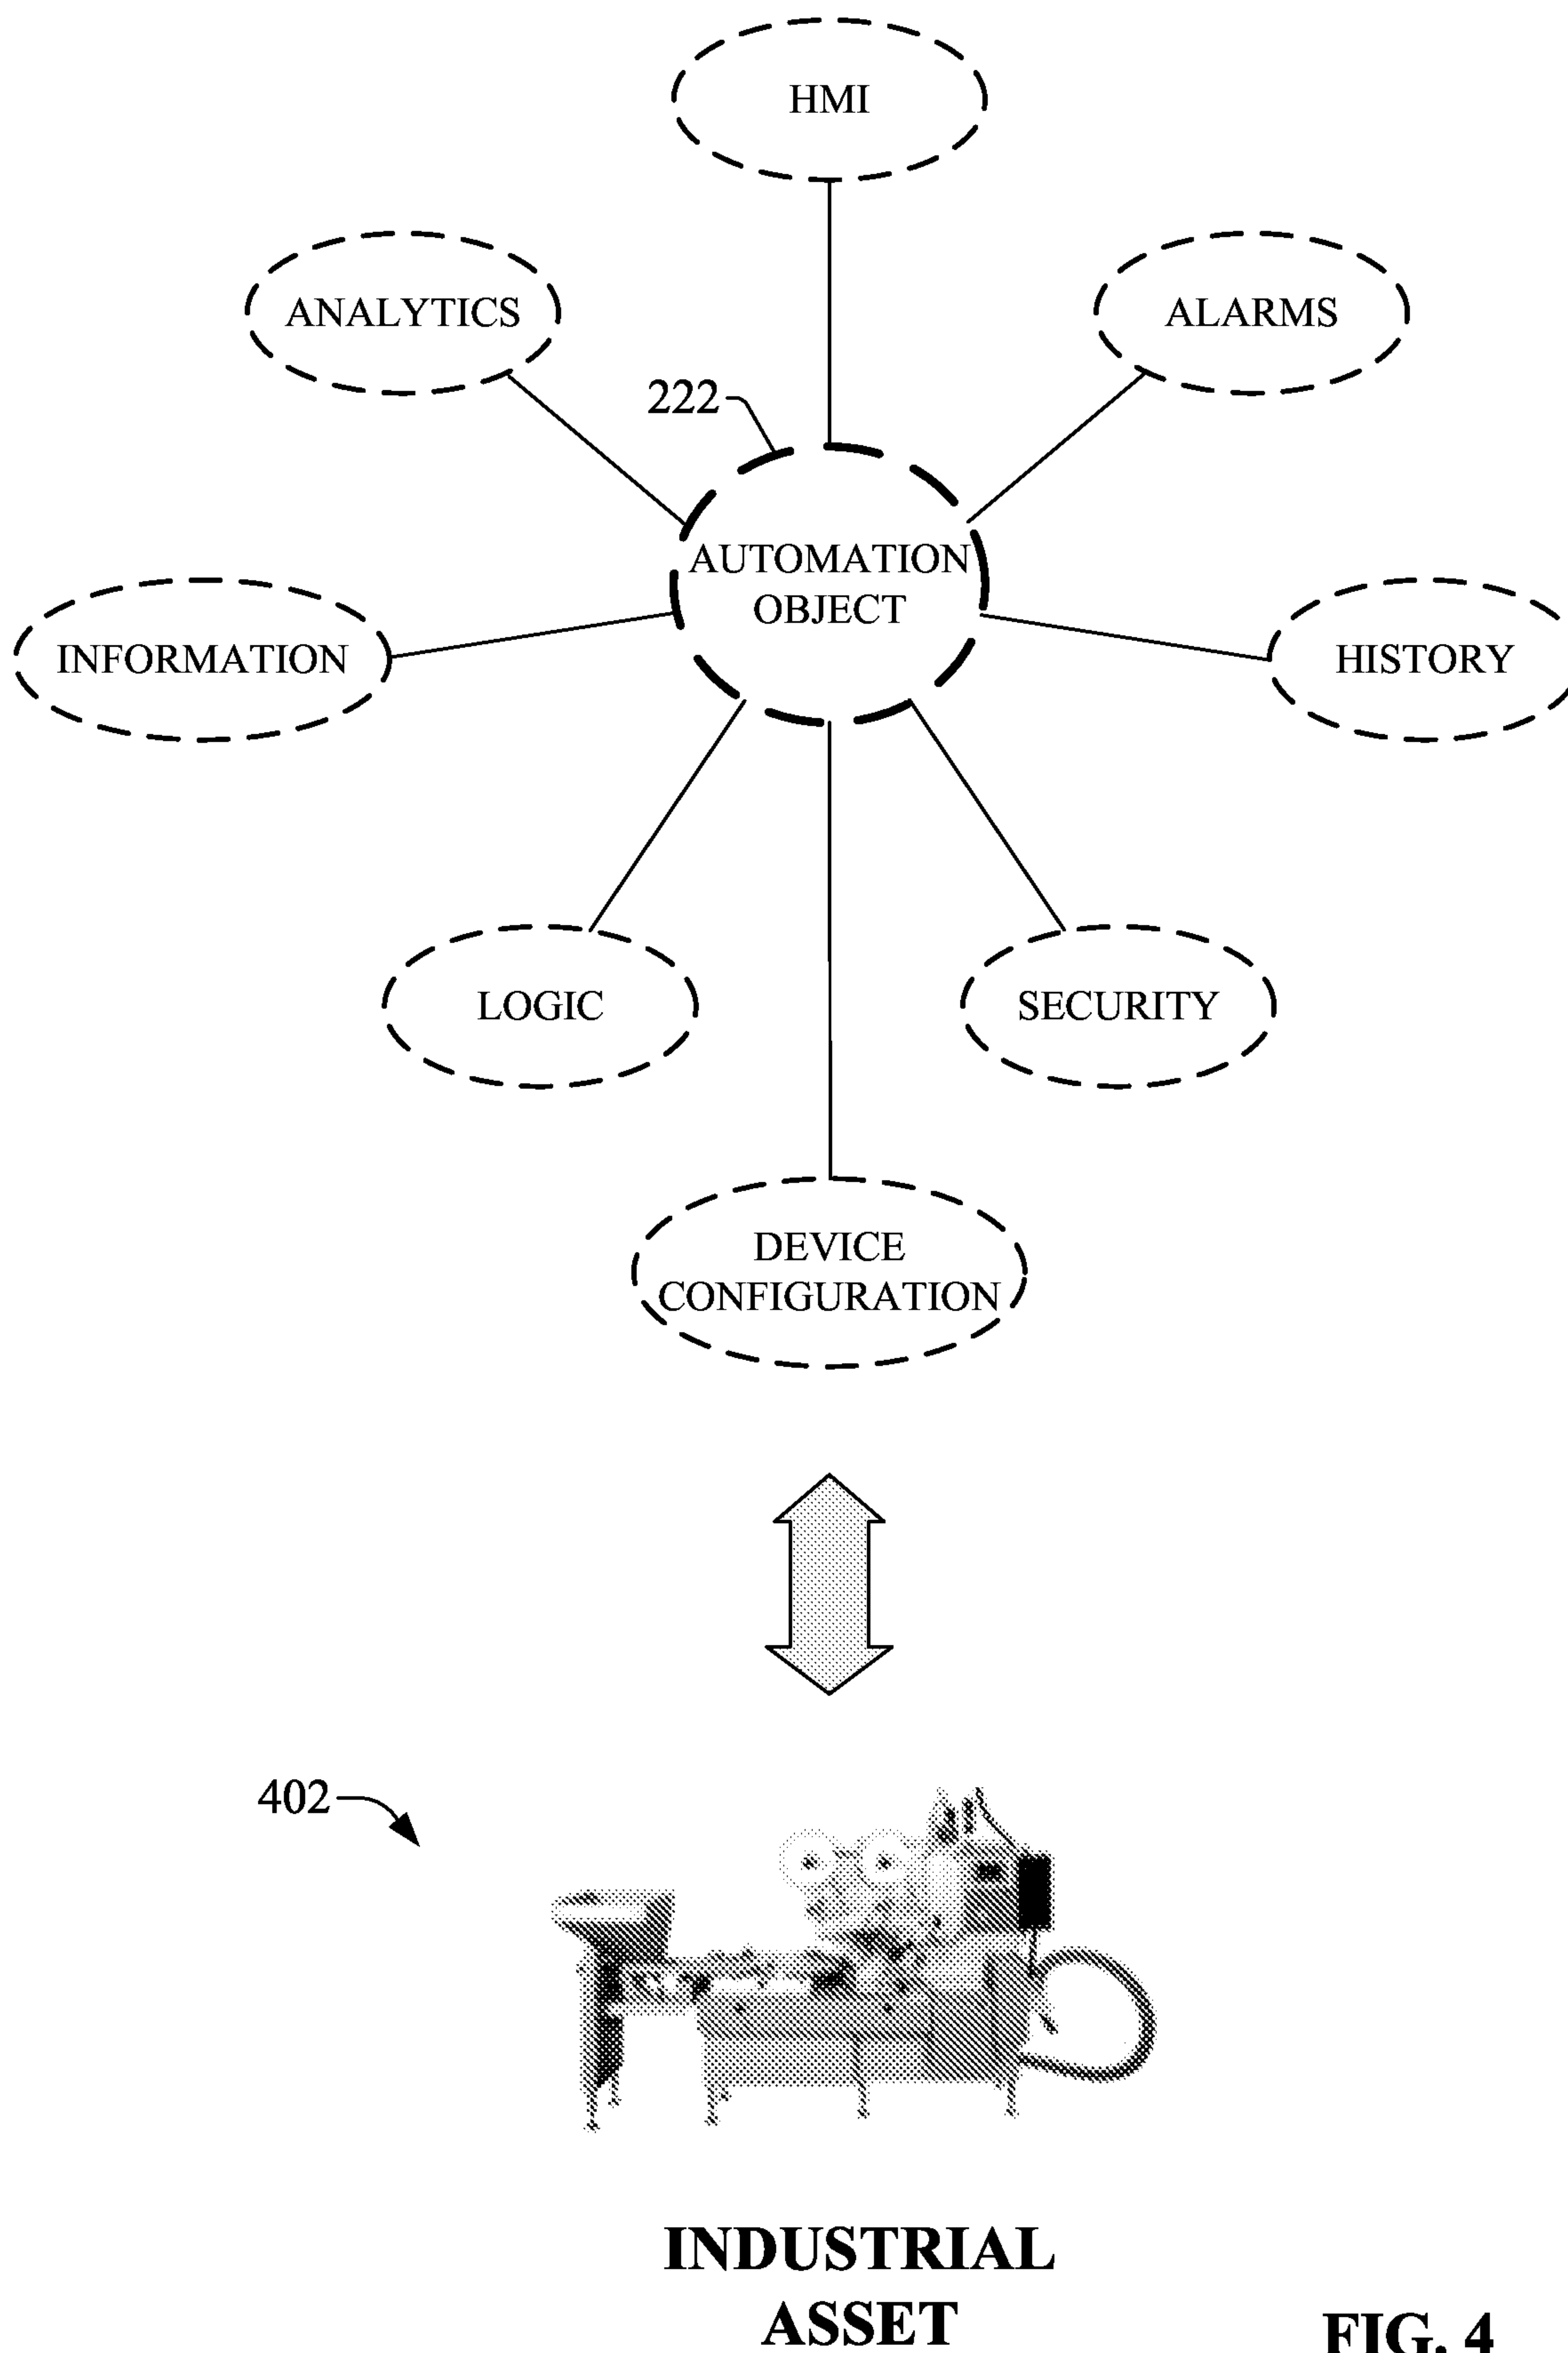 HMI
ANALYTICS
ALARMS
222
AUTOMATION
OBJECT
INFORMATION
HISTORY
LOGIC
SECURITY
DEVICE
CONFIGURATION
402
INDUSTRIAL
ASSET
FIG. 4